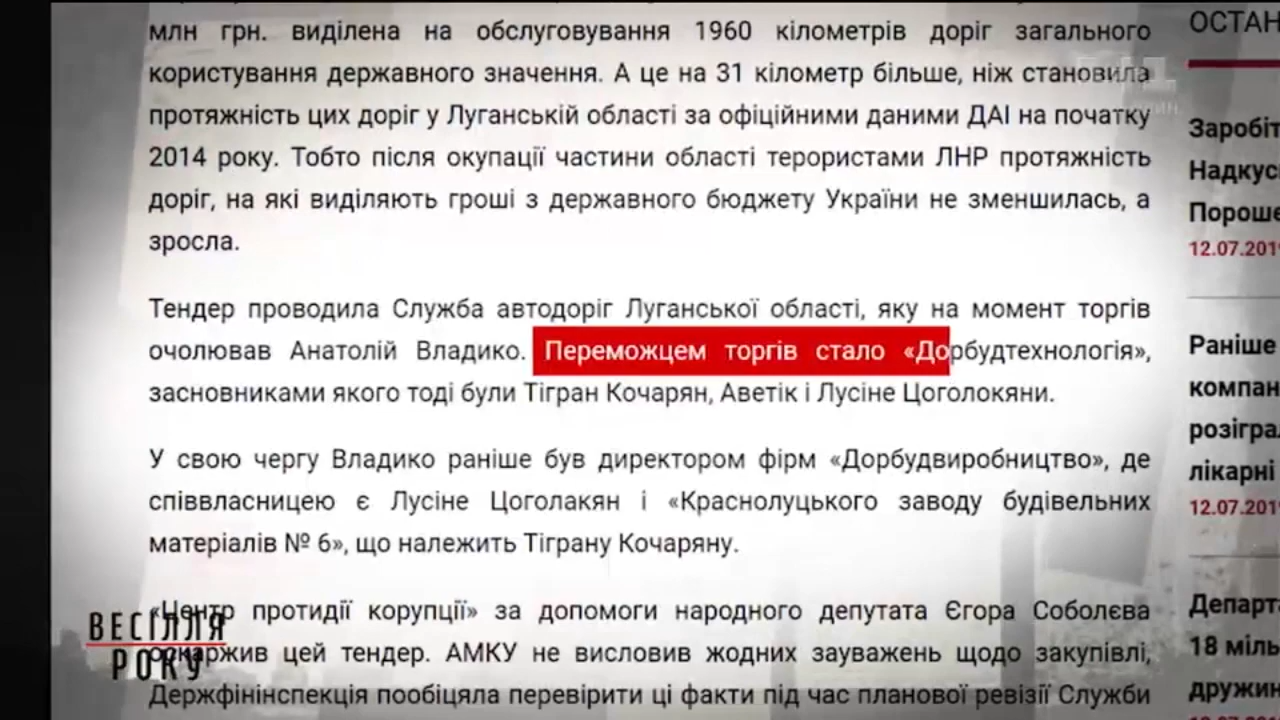 млн грн. виділена на обслуговування 1960 кілометрів доріг загального
користування державного значення. А це на 31 кілометр більше, ніж становила
протяжність цих доріг у Луганській області за офіційними даними ДАІ на початку
2014 року. Тобто після окупації частини області терористами ЛНР протяжність
доріг, на які виділяють гроші з державного бюджету України не зменшилась, а
зросла.
Тендер проводила Служба автодоріг Луганської області, яку на момент торгів
очолював Анатолій Владико. Переможцем торгів стало «Дорбудтехнологія»,
засновниками якого тоді були Тігран Кочарян, Аветік і Лусіне Цоголокяни.
У свою чергу Владико раніше був директором фірм «Дорбудвиробництво», де
співвласницею є Лусіне Цоголакян і «Краснолуцького заводу будівельних
матеріалів № 6», що належить Тіграну Кочаряну.
«Центр протидії корупції» за допомоги народного депутата Єгора Соболєва
оскаржив цей тендер. АМКУ не висловив жодних зауважень щодо закупівлі,
Держфінінспекція пообіцяла перевірити ці факти під час планової ревізії Служби
ОСТАН
Заробіт
Надкусі
Пороше
12.07.201
Раніше
компан
розігра
лікарні
12.07.201
Департа
18 міль
дружин
ВЕСІЛЛЯ
РОКУ